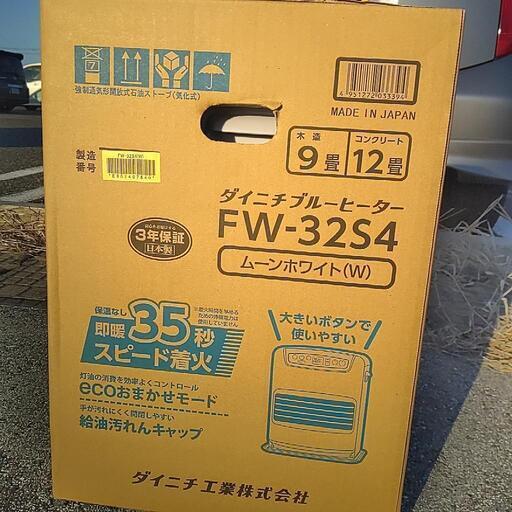 7
強制通気形開放式石油ストーブ(気化式)
4 951272 033394
MADE IN JAPAN
木造
9畳
コンクリート
12畳
製造
番号
ダイニチブルーヒーター
FW-32S4
ムーンホワイト(W)
3年保証
日本製
保温なし
即暖35秒
スピード着火
大きいボタンで
使いやすい
灯油の消費を効率よくコントロール
ecoおまかせモード
手が汚れにくく開閉しやすい
給油汚れんキャップ
ダイニチ工業株式会社